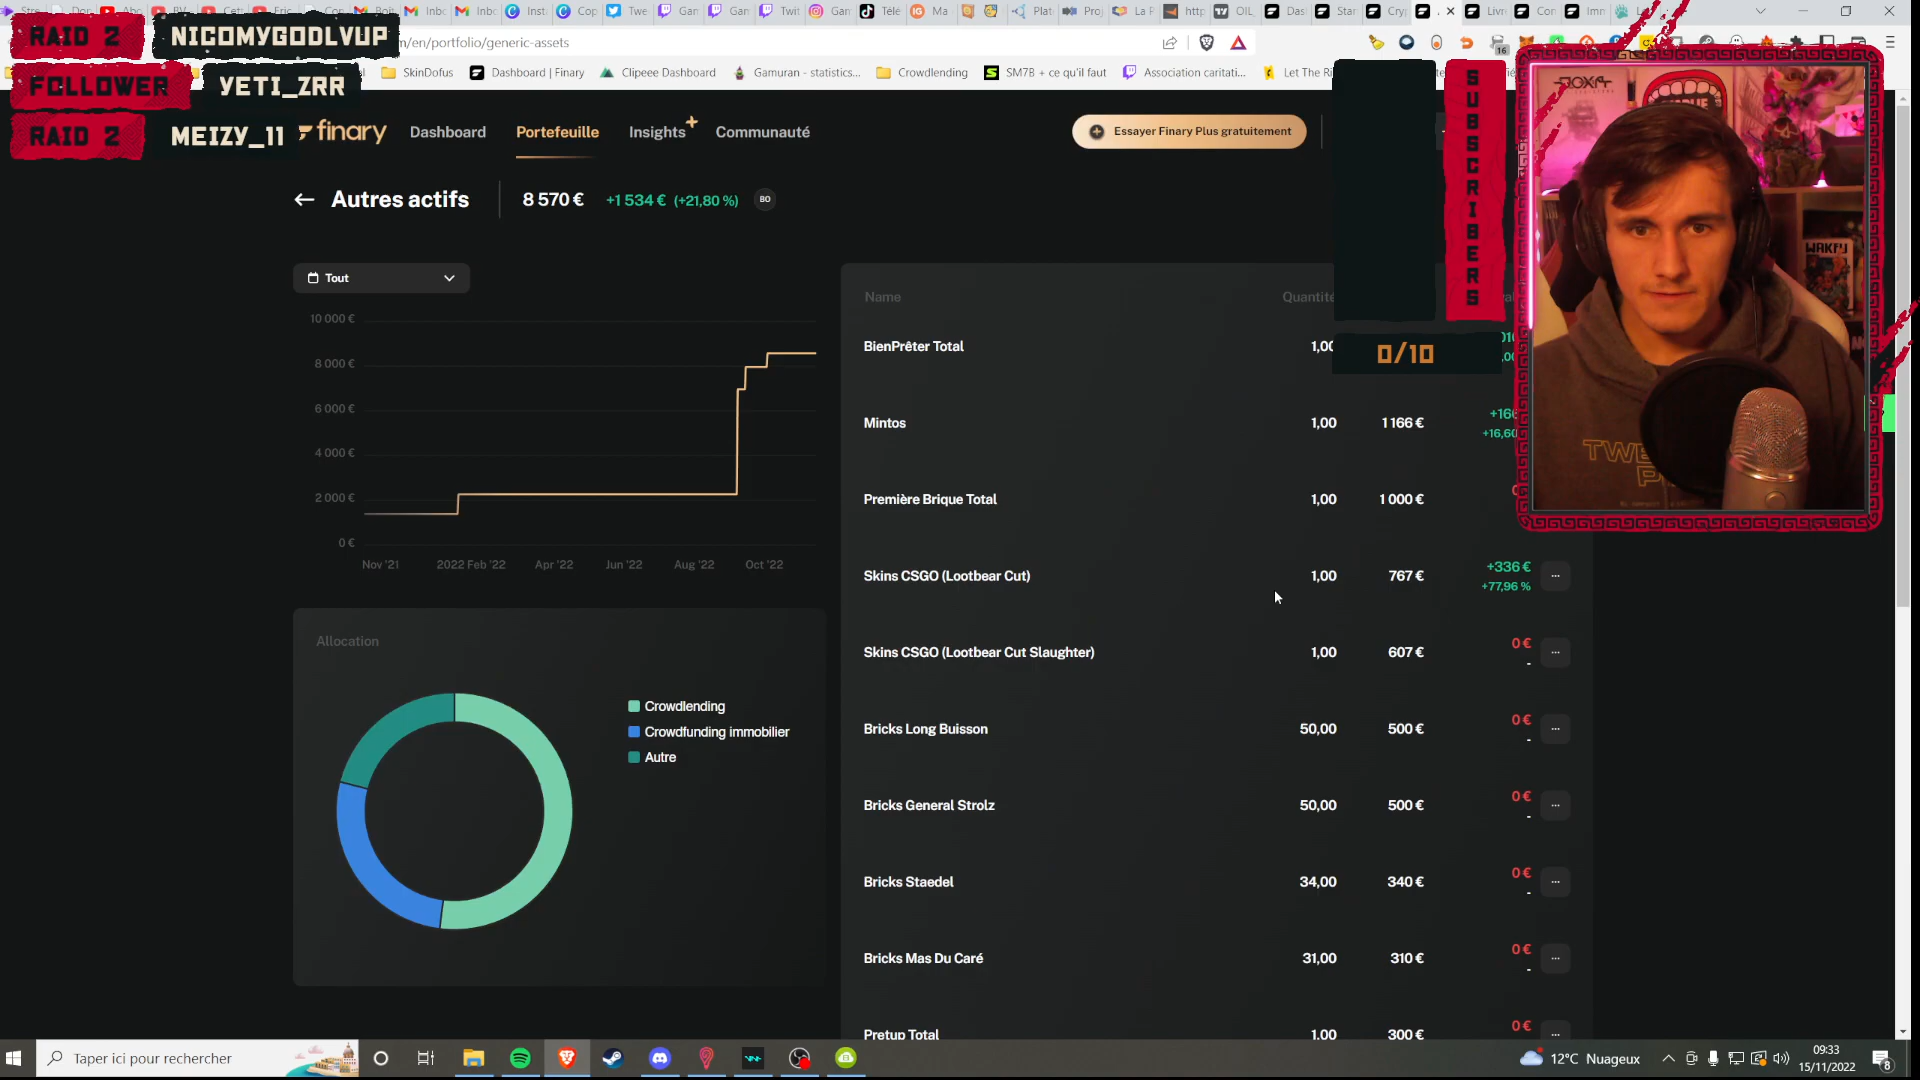 RAID 2 NICOMYGODLVUP
FOLLOWER YETI_ZRR
RAID 2 MEIZY_11
/en/portfolio/generic-assets
16
SkinDofus
Dashboard | Finary
Clipeee Dashboard
Gamuran - statistics...
Crowdlending
SM7B + ce qu'il faut
Association caritati...
finary
Dashboard
Portefeuille
Insights
Communauté
Essayer Finary Plus gratuitement
Autres actifs
8 570 €
+1 534 € (+21,80 %)
BO
SUBSCRIBERS
0/10
Tout
10 000 €
8 000 €
6 000 €
4 000 €
2 000 €
0 €
Nov '21
2022 Feb '22
Apr '22
Jun '22
Aug '22
Oct '22
Allocation
Crowdlending
Crowdfunding immobilier
Autre
Name
Quantité
BienPrêter Total
Mintos 1,00 1 166 €
Première Brique Total 1,00 1 000 €
Skins CSGO (Lootbear Cut) 1,00 767 € +336 €
+77,96 %
Skins CSGO (Lootbear Cut Slaughter) 1,00 607 € 0 €
-
Bricks Long Buisson 50,00 500 € 0 €
-
Bricks General Strolz 50,00 500 € 0 €
-
Bricks Staedel 34,00 340 € 0 €
-
Bricks Mas Du Caré 31,00 310 € 0 €
-
Pretup Total 1,00 300 € 0 €
WAKFU
Taper ici pour rechercher
12°C Nuageux
09:33
15/11/2022
8